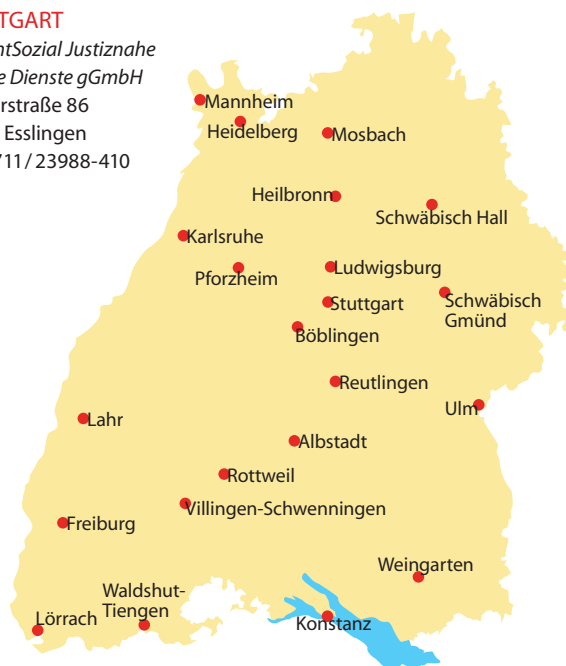 TGART
ntSozial Justiznahe
e Dienste gGmbH
rstraße 86
Esslingen
711/23988-410
Mannheim
Heidelberg
Mosbach
Heilbronn
Schwäbisch Hall
Karlsruhe
Pforzheim
Ludwigsburg
Stuttgart
Schwäbisch
Gmünd
Böblingen
Reutlingen
Ulm
Lahr
Albstadt
Rottweil
Villingen-Schwenningen
Freiburg
Weingarten
Waldshut-
Tiengen
Lörrach
Konstanz